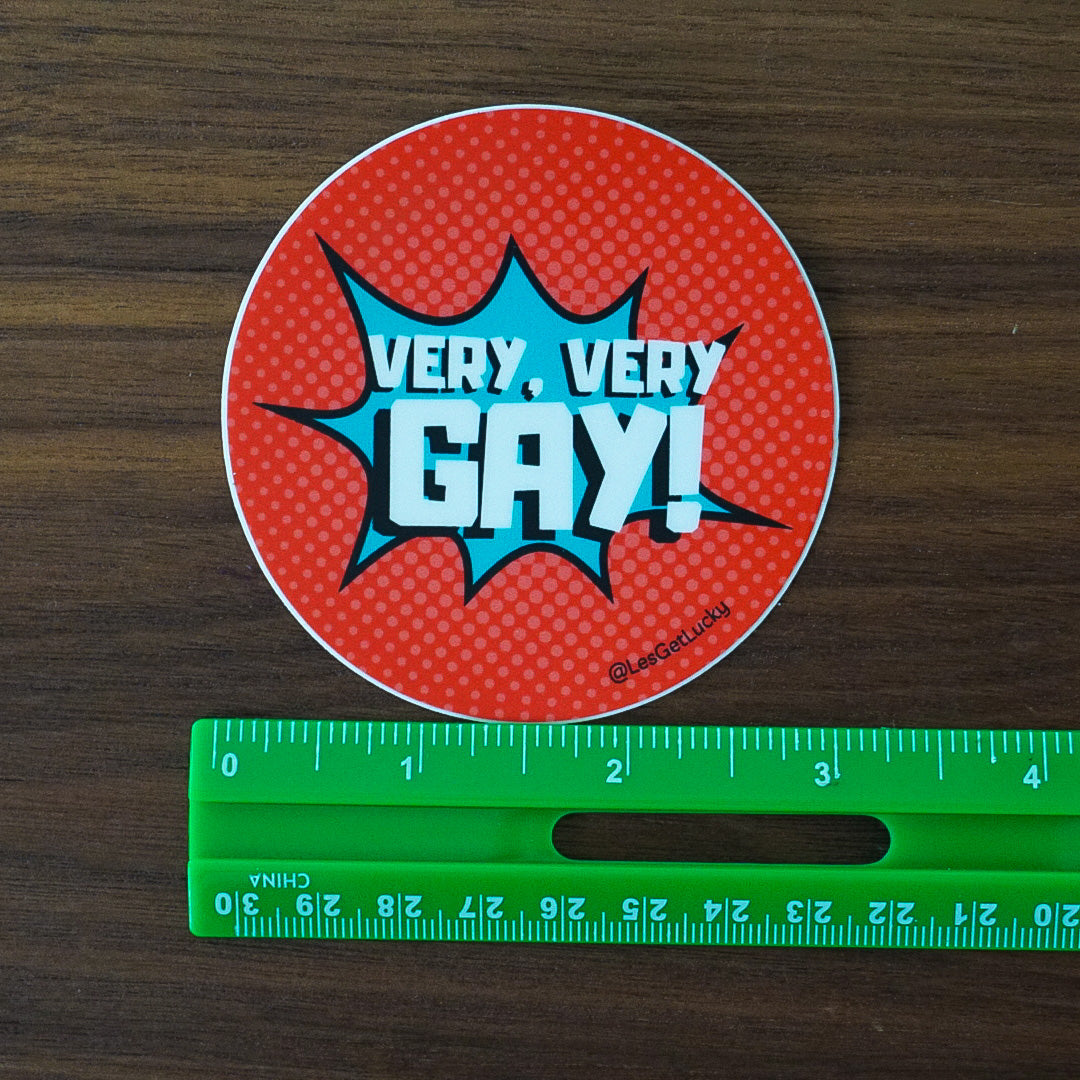 VERY, VERY
GAY!
@LesGetLucky
0 1 2 3 4
CHINA
30 29 28 27 26 25 24 23 22 21 20